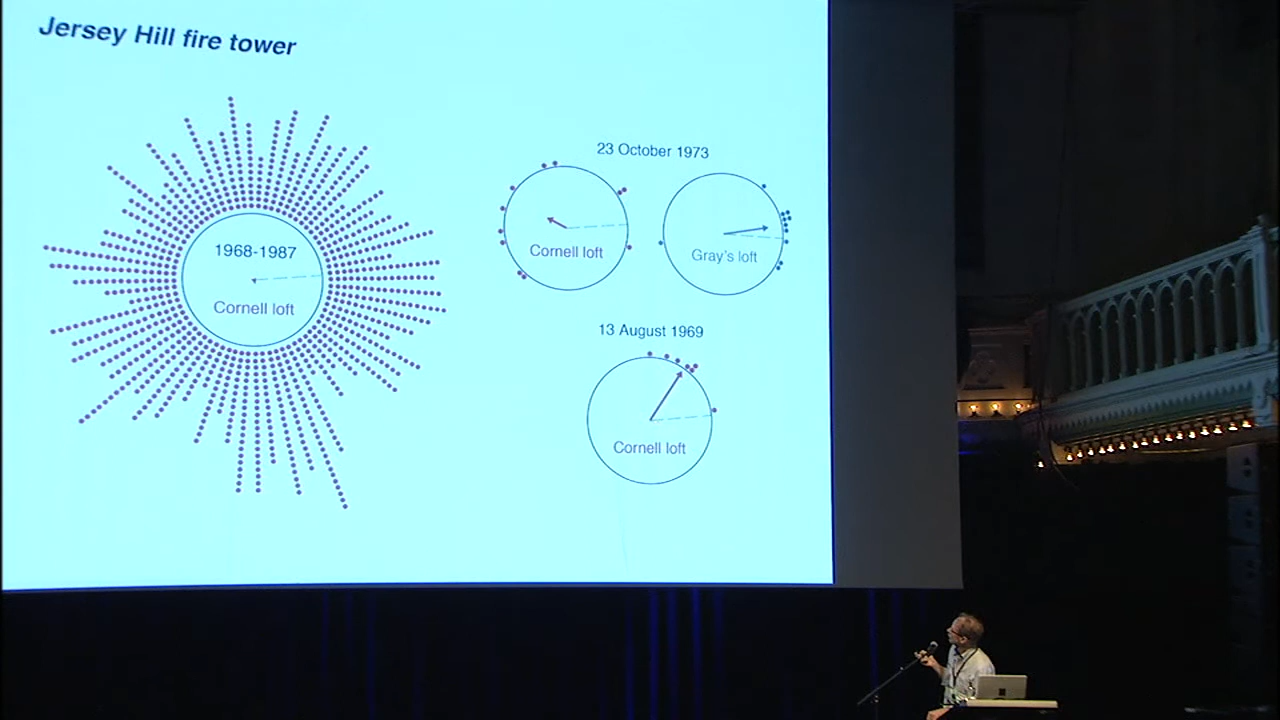 Jersey Hill fire tower
1968-1987
Cornell loft
23 October 1973
Cornell loft
Gray's loft
13 August 1969
Cornell loft